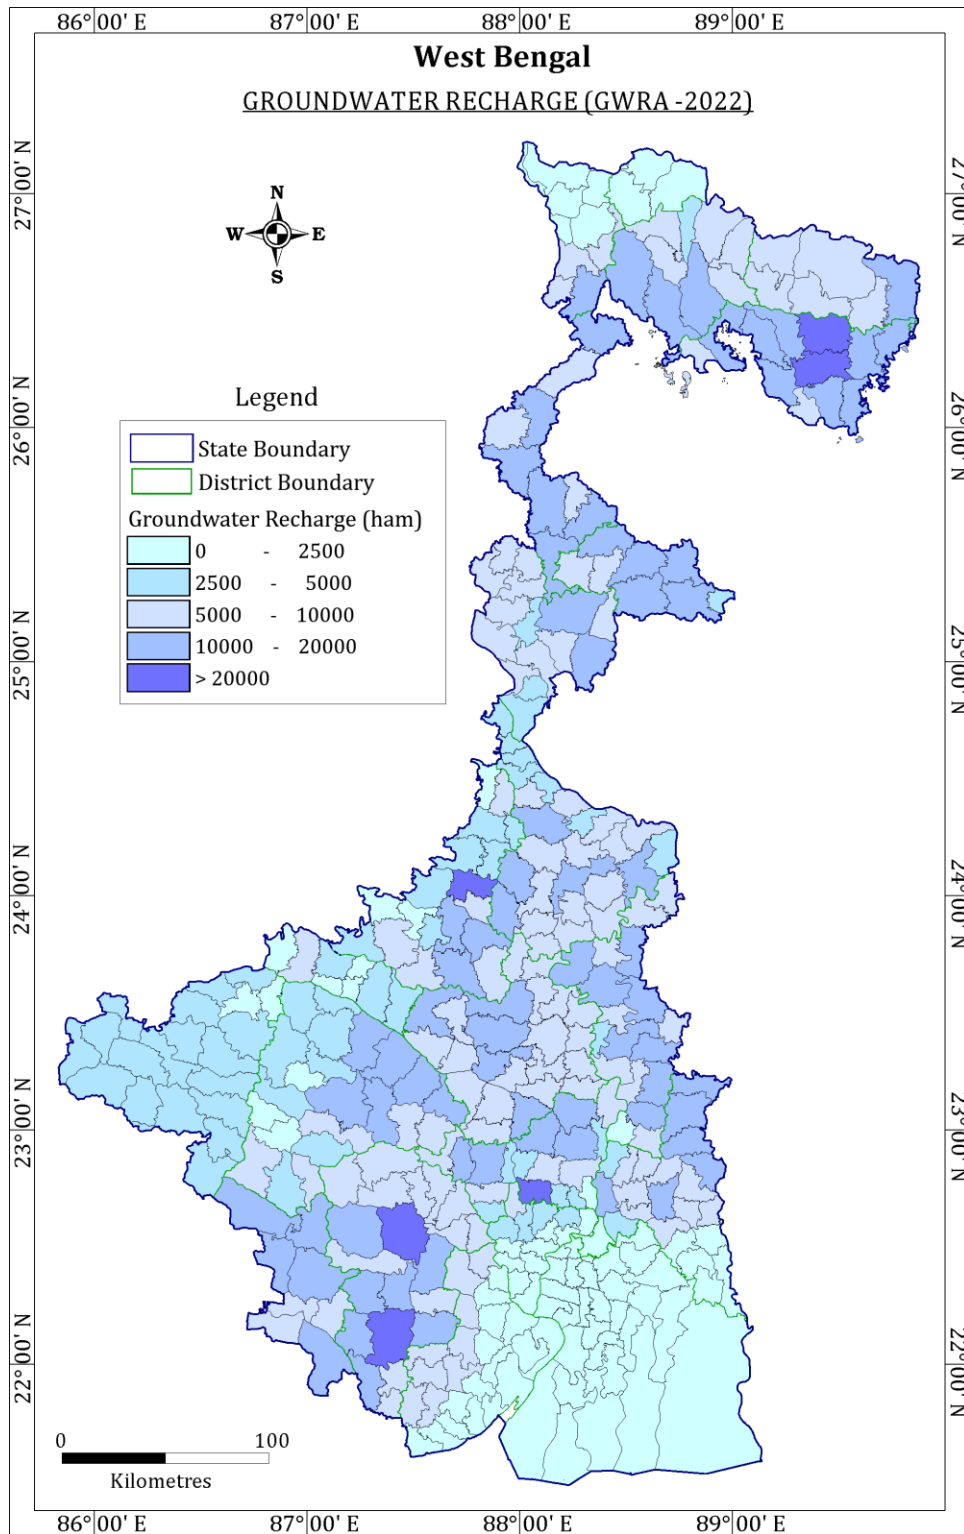 86°00' E 87°00' E 88°00' E 89°00' E
West Bengal
GROUNDWATER RECHARGE (GWRA -2022)
27°00' N
27°00' N
N
W E
S
26°00' N
26°00' N
Legend
State Boundary
District Boundary
Groundwater Recharge (ham)
0 - 2500
2500 - 5000
5000 - 10000
10000 - 20000
> 20000
25°00' N
25°00' N
24°00' N
24°00' N
23°00' N
23°00' N
22°00' N
22°00' N
0 100
Kilometres
86°00' E 87°00' E 88°00' E 89°00' E